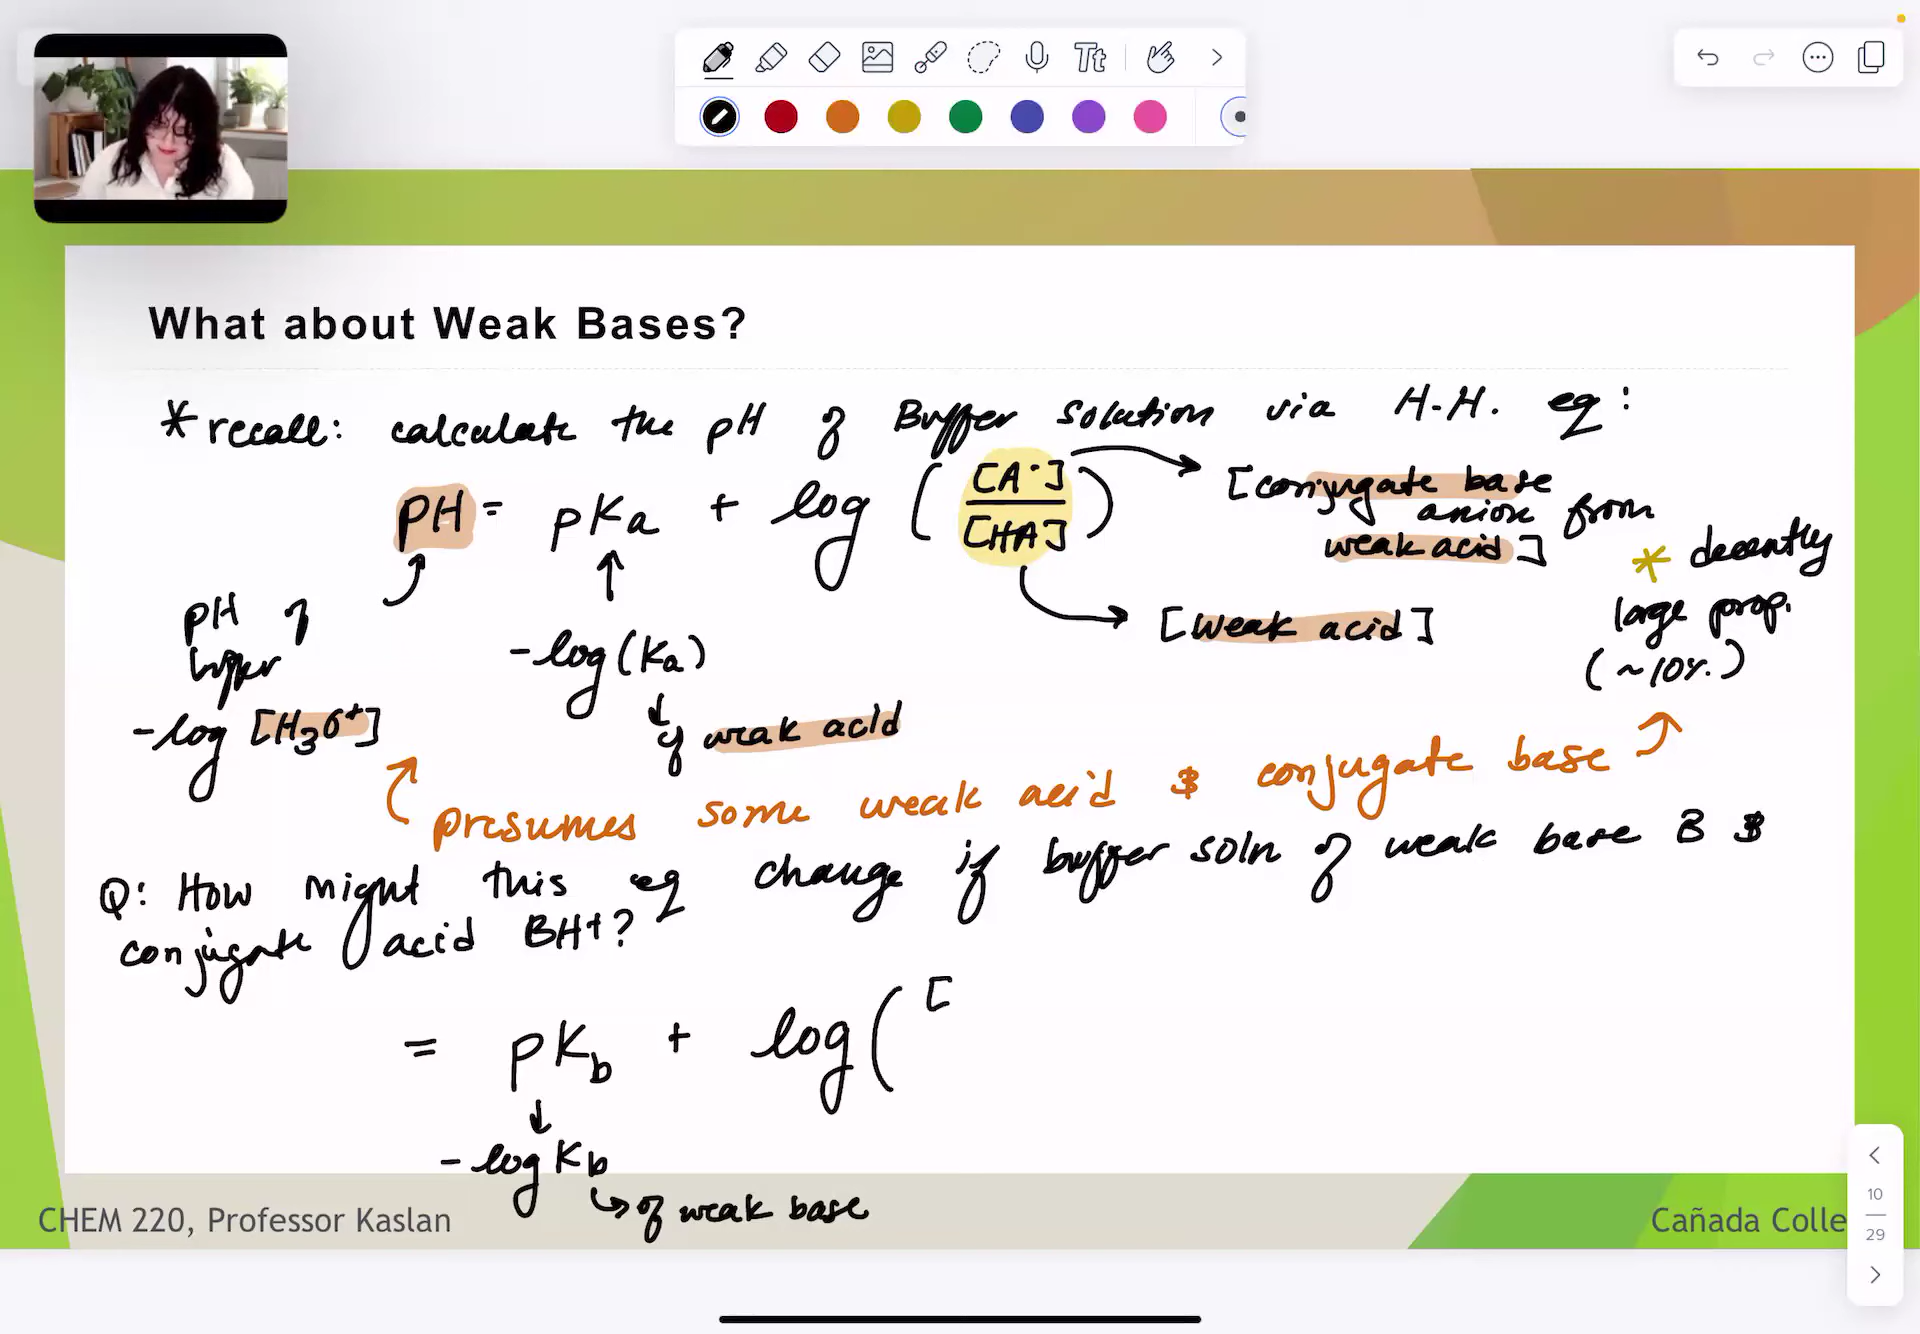 Tt
What about Weak Bases?
* recall: calculate the pH of Buffer solution via H-H. eq:
pH = pKa + log ([A-]/[HA])
[conjugate base
anion from
weak acid]
* decently
large prop.
(~10%)
pH of
buffer
-log [H3O+]
-log(Ka)
of weak acid
[weak acid]
presumes some weak acid & conjugate base
Q: How might this eq change if buffer soln of weak base B &
conjugate acid BH+?
= pKb + log( [
-log Kb
of weak base
CHEM 220, Professor Kaslan
Cañada Colle
10
29